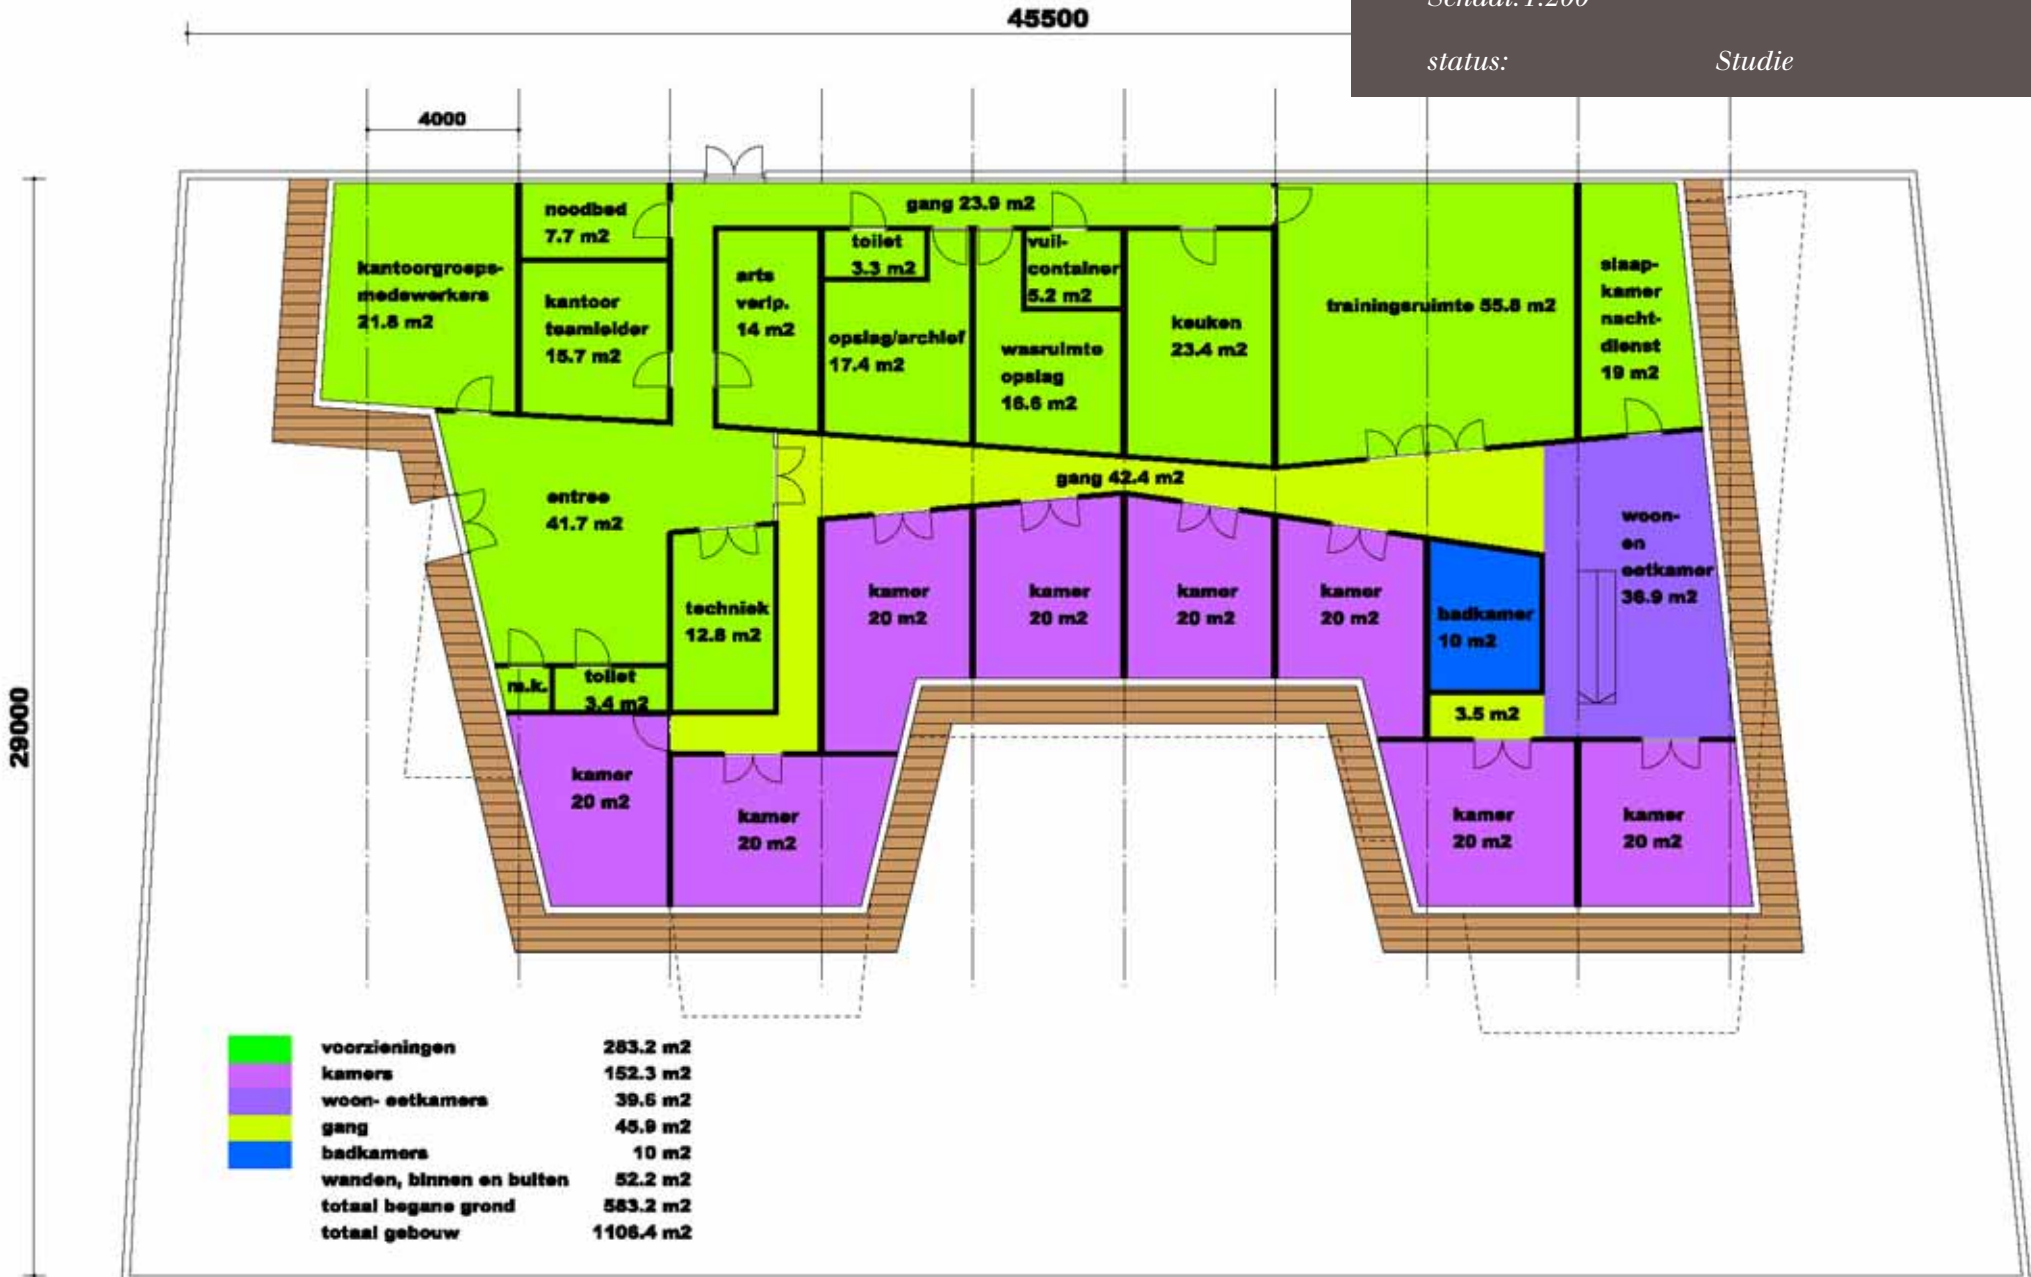 45500
Schaal:1:200
status: Studie
4000
29000
noodbed
7.7 m2
gang 23.9 m2
kantoorgroeps-
medewerkers
21.8 m2
kantoor
teamleider
15.7 m2
arts
verlp.
14 m2
toilet
3.3 m2
opslag/archief
17.4 m2
vuil-
container
5.2 m2
wasruimte
opslag
16.6 m2
keuken
23.4 m2
trainingsruimte 55.8 m2
slaap-
kamer
nacht-
dienst
19 m2
entree
41.7 m2
gang 42.4 m2
woon-
en
eetkamer
36.9 m2
techniek
12.8 m2
kamer
20 m2
kamer
20 m2
kamer
20 m2
kamer
20 m2
badkamer
10 m2
m.k.
toilet
3.4 m2
3.5 m2
kamer
20 m2
kamer
20 m2
kamer
20 m2
kamer
20 m2
voorzieningen 283.2 m2
kamers 152.3 m2
woon- eetkamers 39.6 m2
gang 45.9 m2
badkamers 10 m2
wanden, binnen en buiten 52.2 m2
totaal begane grond 583.2 m2
totaal gebouw 1106.4 m2